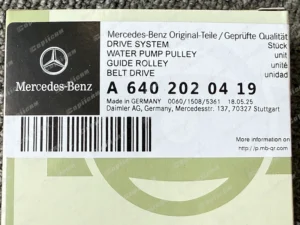 Mercedes-Benz
Mercedes-Benz Original-Teile / Geprüfte Qualität
DRIVE SYSTEM
WATER PUMP PULLEY
GUIDE ROLLEY
BELT DRIVE
Stück
unit
unité
unidad
A 640 202 04 19
Made in GERMANY 0060/1508/5361 18.05.25
Daimler AG, Germany, Mercedesstr. 137, 70327 Stuttgart
More information on
http://p.mb-qr.com/